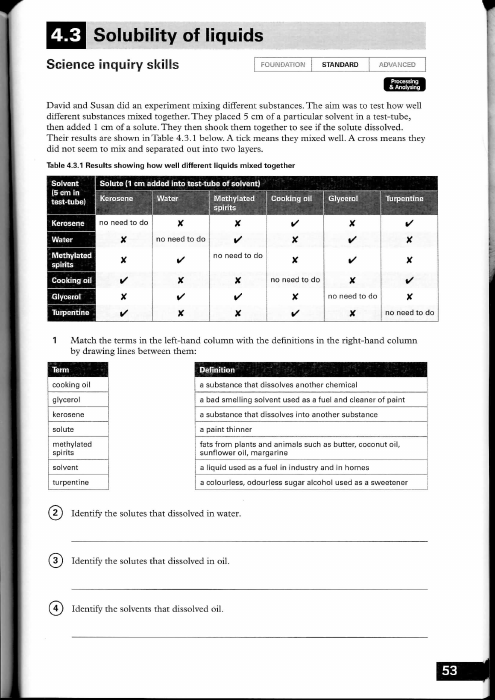 4.3 Solubility of liquids
Science inquiry skills
FOUNDATION STANDARD ADVANCED
Processing
& Analysing
David and Susan did an experiment mixing different substances. The aim was to test how well
different substances mixed together. They placed 5 cm of a particular solvent in a test-tube,
then added 1 cm of a solute. They then shook them together to see if the solute dissolved.
Their results are shown in Table 4.3.1 below. A tick means they mixed well. A cross means they
did not seem to mix and separated out into two layers.
Table 4.3.1 Results showing how well different liquids mixed together
Solvent
(5 cm in
test-tube)
Solute (1 cm added into test-tube of solvent)
Kerosene Water Methylated
spirits Cooking oil Glycerol Turpentine
Kerosene no need to do ✗ ✗ ✓ ✗ ✓
Water ✗ no need to do ✓ ✗ ✓ ✗
Methylated
spirits ✗ ✓ no need to do ✗ ✓ ✗
Cooking oil ✓ ✗ ✗ no need to do ✗ ✓
Glycerol ✗ ✓ ✓ ✗ no need to do ✗
Turpentine ✓ ✗ ✗ ✓ ✗ no need to do
1 Match the terms in the left-hand column with the definitions in the right-hand column
by drawing lines between them:
Term Definition
cooking oil a substance that dissolves another chemical
glycerol a bad smelling solvent used as a fuel and cleaner of paint
kerosene a substance that dissolves into another substance
solute a paint thinner
methylated
spirits
fats from plants and animals such as butter, coconut oil,
sunflower oil, margarine
solvent a liquid used as a fuel in industry and in homes
turpentine a colourless, odourless sugar alcohol used as a sweetener
2 Identify the solutes that dissolved in water.
3 Identify the solutes that dissolved in oil.
4 Identify the solvents that dissolved oil.
53